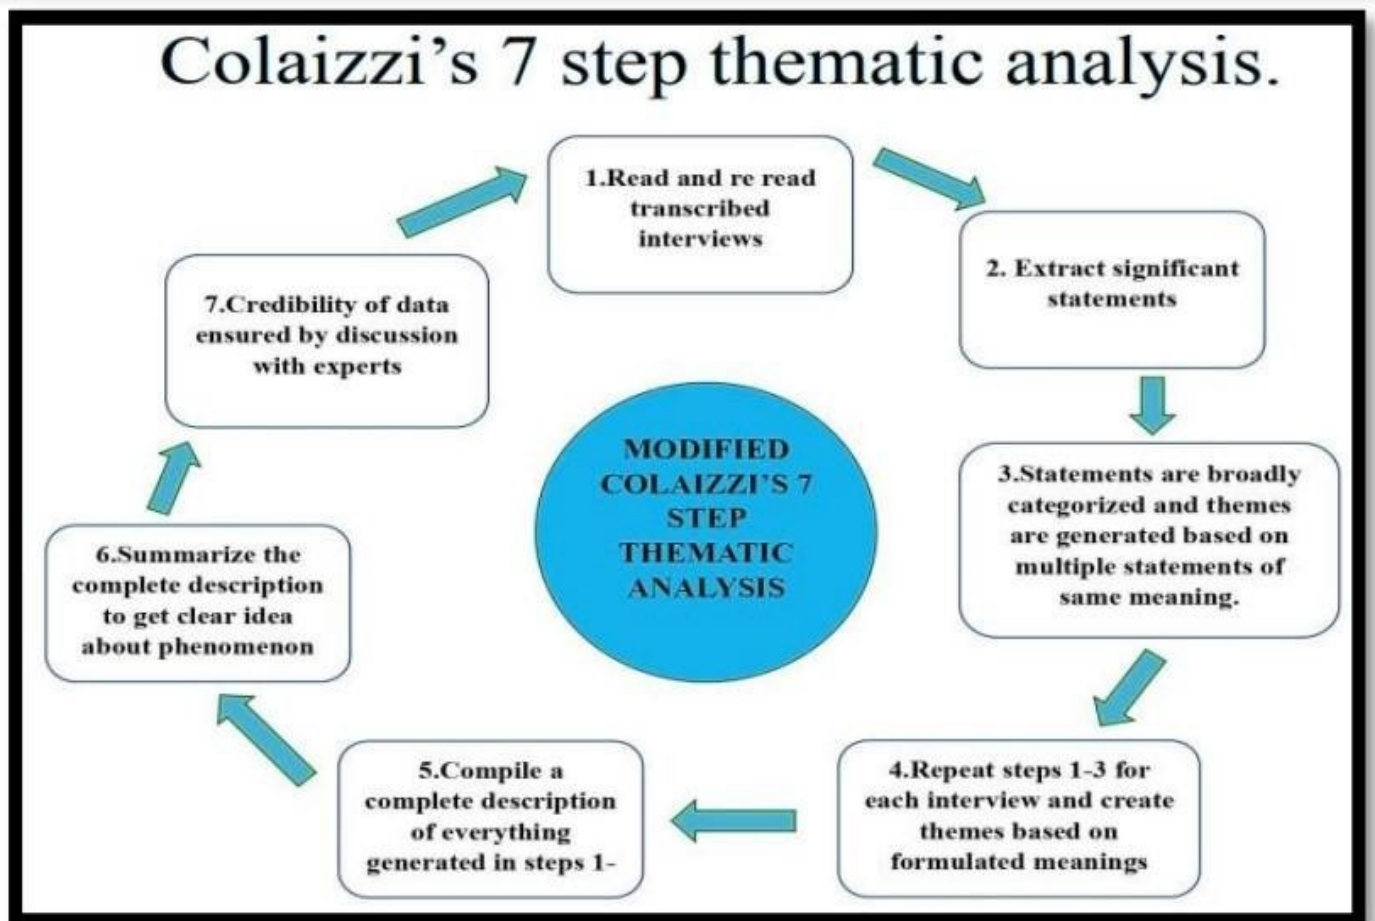 Colaizzi’s 7 step thematic analysis.
1.Read and re read
transcribed
interviews
2. Extract significant
statements
3.Statements are broadly
categorized and themes
are generated based on
multiple statements of
same meaning.
4.Repeat steps 1-3 for
each interview and create
themes based on
formulated meanings
5.Compile a
complete description
of everything
generated in steps 1-
6.Summarize the
complete description
to get clear idea
about phenomenon
7.Credibility of data
ensured by discussion
with experts
MODIFIED
COLAIZZI’S 7
STEP
THEMATIC
ANALYSIS